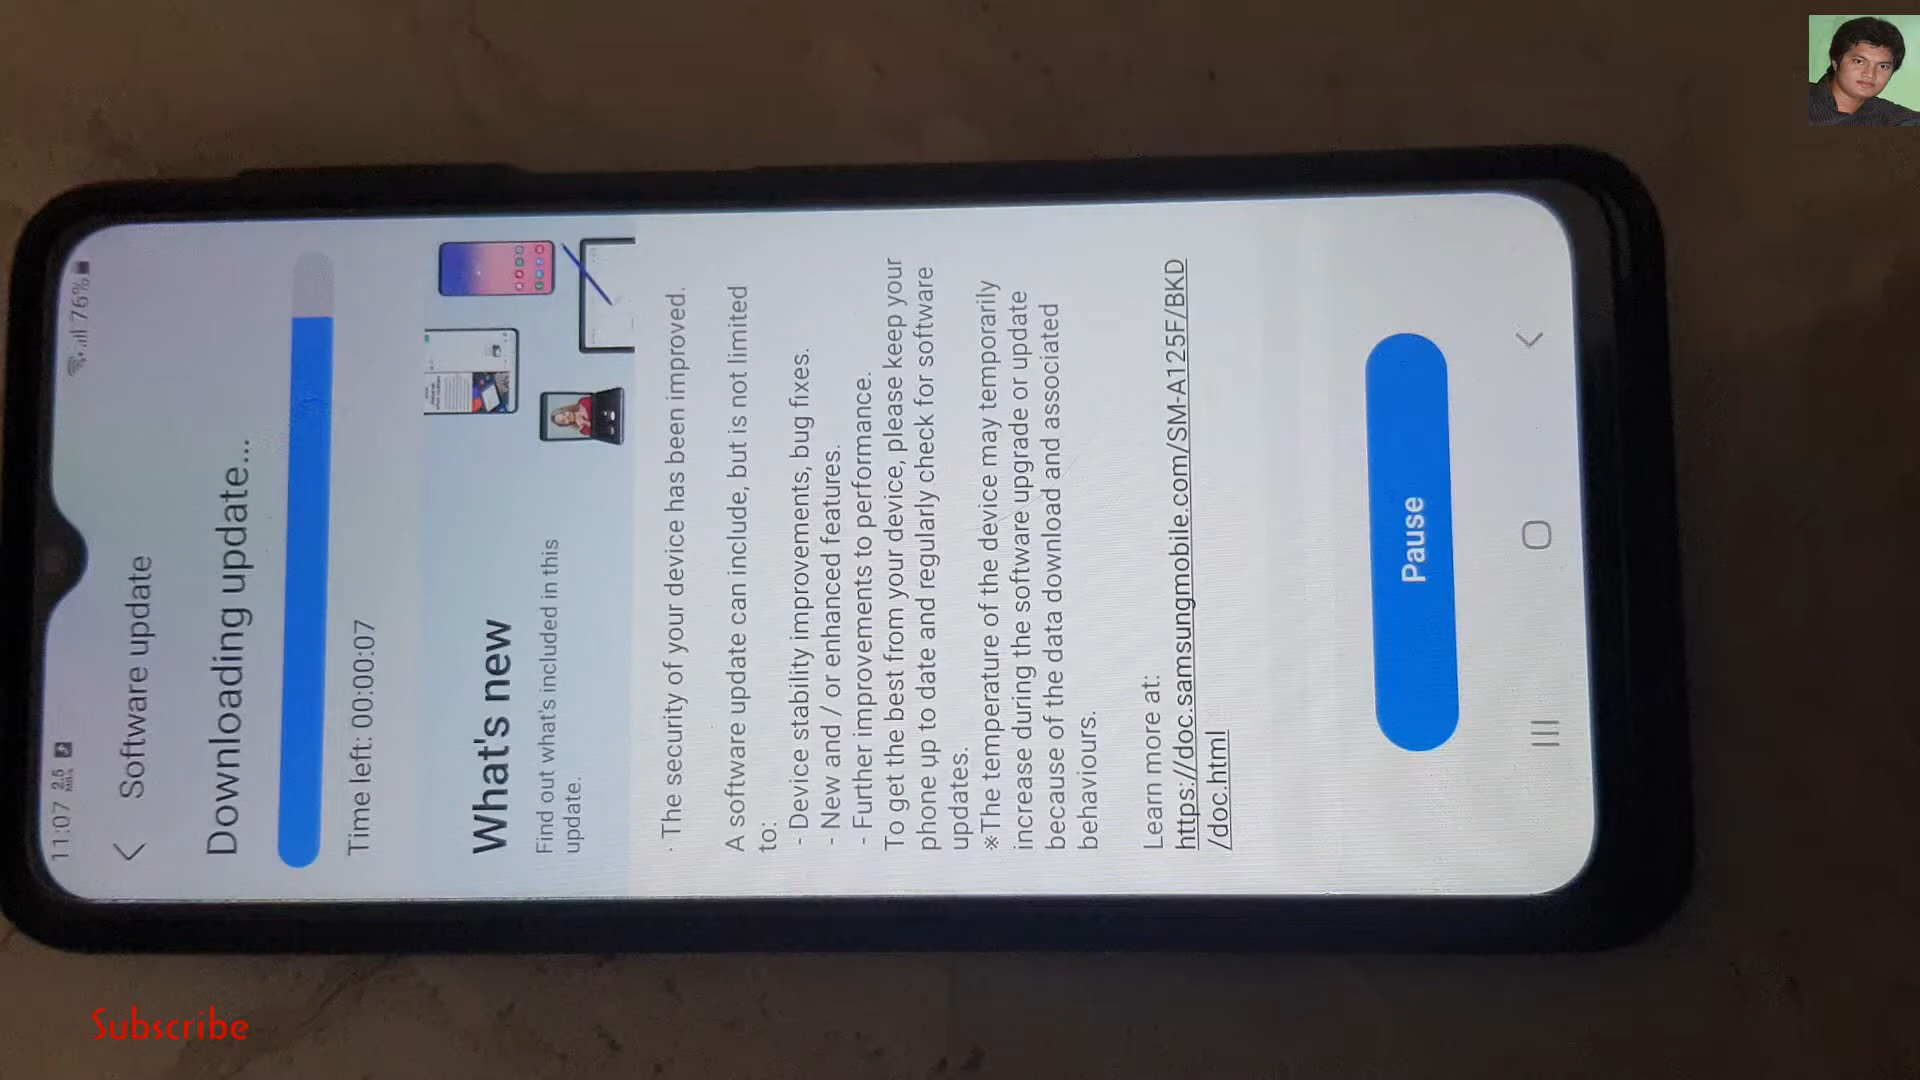 11:07 2.5
76%
Software update
Downloading update...
Time left: 00:00:07
What's new
Find out what's included in this
update.
· The security of your device has been improved.
A software update can include, but is not limited
to:
- Device stability improvements, bug fixes.
- New and / or enhanced features.
- Further improvements to performance.
To get the best from your device, please keep your
phone up to date and regularly check for software
updates.
※The temperature of the device may temporarily
increase during the software upgrade or update
because of the data download and associated
behaviours.
Learn more at:
https://doc.samsungmobile.com/SM-A125F/BKD
/doc.html
Pause
Subscribe